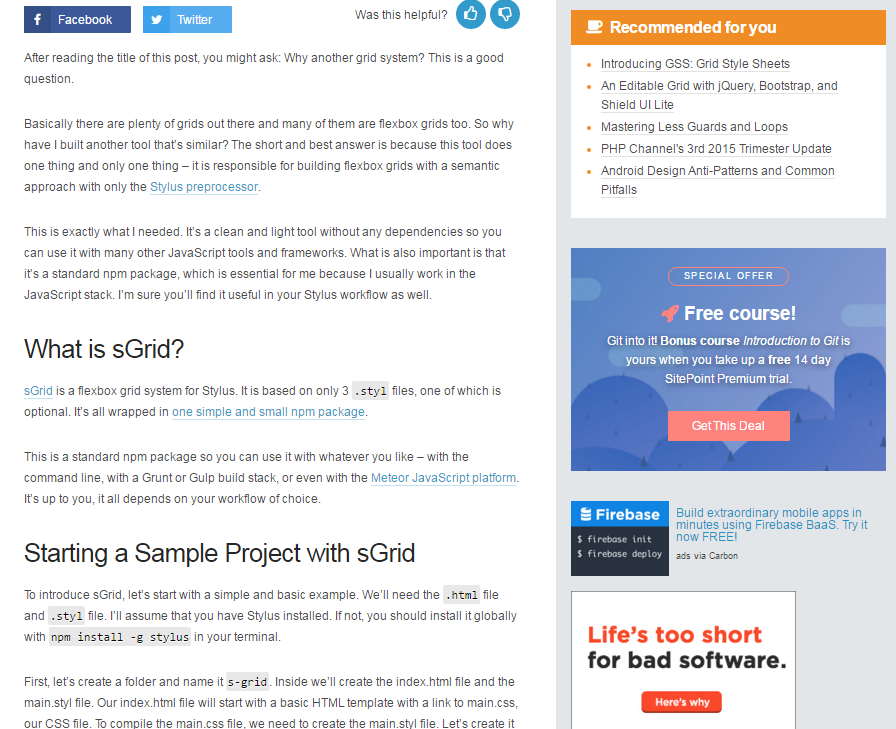 Facebook
Twitter
Was this helpful?
After reading the title of this post, you might ask: Why another grid system? This is a good
question.
Basically there are plenty of grids out there and many of them are flexbox grids too. So why
have I built another tool that's similar? The short and best answer is because this tool does
one thing and only one thing – it is responsible for building flexbox grids with a semantic
approach with only the Stylus preprocessor.
This is exactly what I needed. It's a clean and light tool without any dependencies so you
can use it with many other JavaScript tools and frameworks. What is also important is that
it's a standard npm package, which is essential for me because I usually work in the
JavaScript stack. I'm sure you'll find it useful in your Stylus workflow as well.
What is sGrid?
sGrid is a flexbox grid system for Stylus. It is based on only 3 .styl files, one of which is
optional. It's all wrapped in one simple and small npm package.
This is a standard npm package so you can use it with whatever you like – with the
command line, with a Grunt or Gulp build stack, or even with the Meteor JavaScript platform.
It's up to you, it all depends on your workflow of choice.
Starting a Sample Project with sGrid
To introduce sGrid, let's start with a simple and basic example. We'll need the .html file
and .styl file. I'll assume that you have Stylus installed. If not, you should install it globally
with npm install -g stylus in your terminal.
First, let's create a folder and name it s-grid. Inside we'll create the index.html file and the
main.styl file. Our index.html file will start with a basic HTML template with a link to main.css,
our CSS file. To compile the main.css file, we need to create the main.styl file. Let's create it
Recommended for you
Introducing GSS: Grid Style Sheets
An Editable Grid with jQuery, Bootstrap, and
Shield UI Lite
Mastering Less Guards and Loops
PHP Channel's 3rd 2015 Trimester Update
Android Design Anti-Patterns and Common
Pitfalls
SPECIAL OFFER
Free course!
Git into it! Bonus course Introduction to Git is
yours when you take up a free 14 day
SitePoint Premium trial.
Get This Deal
Firebase
$ firebase init
$ firebase deploy
Build extraordinary mobile apps in
minutes using Firebase BaaS. Try it
now FREE!
ads via Carbon
Life's too short
for bad software.
Here's why